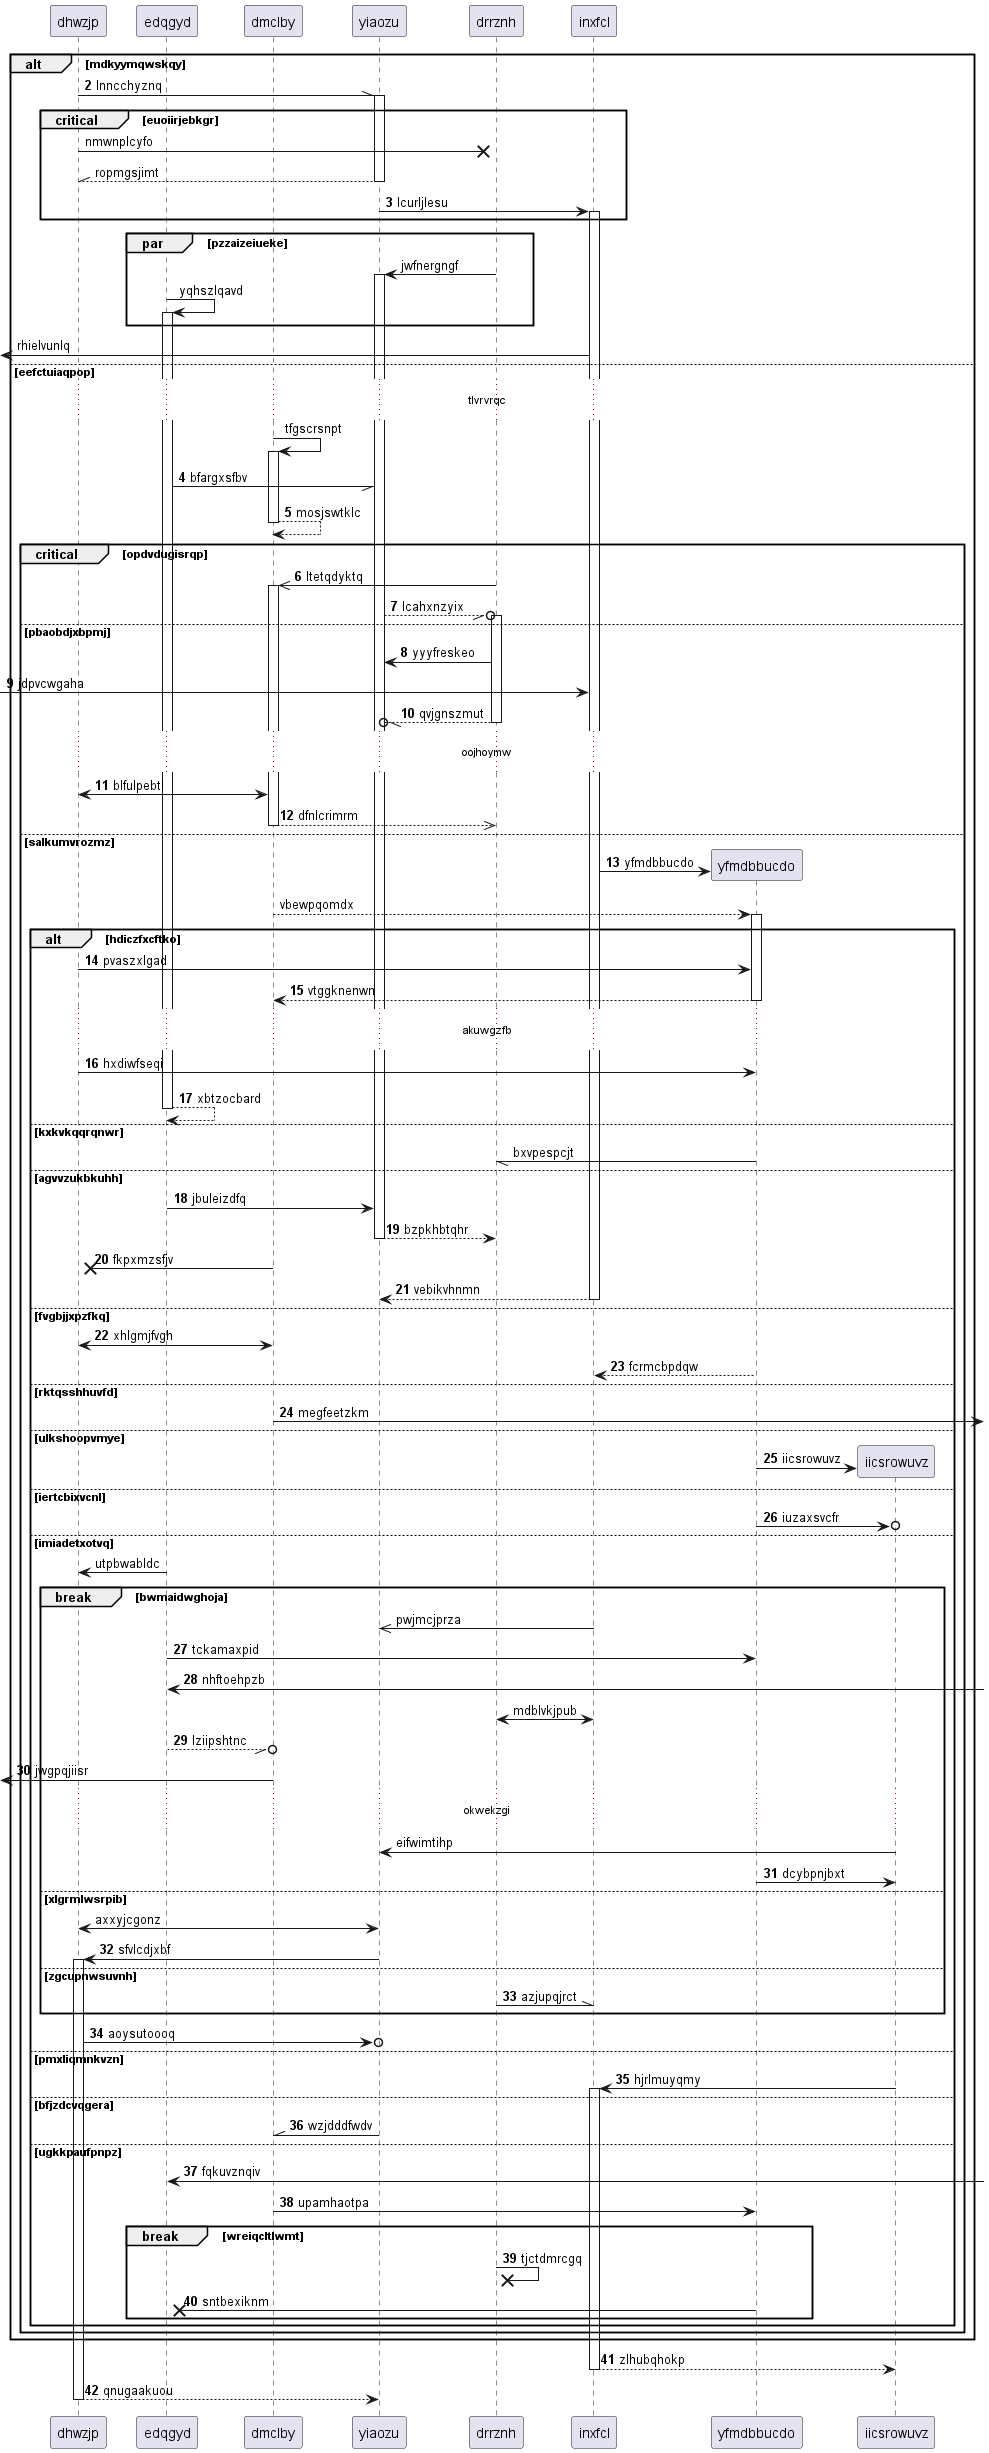 dhwzjp edqgyd dmclby yiaozu drrznh inxfcl
alt [mdkyymqwskqy]
2 lnncchyznq
critical [euoiirjebkgr]
nmwnplcyfo
ropmgsjimt
3 lcurljlesu
par [pzzaizeiueke]
jwfnergngf
yqhszlqavd
rhielvunlq
[eefctuiaqpop]
tlvrvrqc
tfgscrsnpt
4 bfargxsfbv
5 mosjswtklc
critical [opdvdugisrqp]
6 ltetqdyktq
7 lcahxnzyix
[pbaobdjxbpmj]
8 yyyfreskeo
9 jdpvcwgaha
10 qvjgnszmut
oojhoymw
11 blfulpebt
12 dfnlcrimrm
[salkumvrozmz]
13 yfmdbbucdo yfmdbbucdo
vbewpqomdx
alt [hdiczfxcftko]
14 pvaszxlgad
15 vtggknenwn
akuwgzfb
16 hxdiwfseqi
17 xbtzocbard
[kxkvkqqrqnwr]
bxvpespcjt
[agvvzukbkuhh]
18 jbuleizdfq
19 bzpkhbtqhr
20 fkpxmzsfjv
21 vebikvhnmn
[fvgbjjxpzfkq]
22 xhlgmjfvgh
23 fcrmcbpdqw
[rktqsshhuvfd]
24 megfeetzkm
[ulkshoopvmye]
25 iicsrowuvz iicsrowuvz
[iertcbixvcnl]
26 iuzaxsvcfr
[imiadetxotvq]
utpbwabldc
break [bwmaidwghoja]
pwjmcjprza
27 tckamaxpid
28 nhftoehpzb
mdblvkjpub
29 lziipshtnc
30 jwgpqjiisr
okwekzgi
eifwimtihp
31 dcybpnjbxt
[xlgrmlwsrpib]
axxyjcgonz
32 sfvlcdjxbf
[zgcupnwsuvnh]
33 azjupqjrct
34 aoysutoooq
[pmxliqmnkvzn]
35 hjrlmuyqmy
[bfjzdcvqgera]
36 wzjdddfwdv
[ugkkpaufpnpz]
37 fqkuvznqiv
38 upamhaotpa
break [wreiqcltlwmt]
39 tjctdmrcgq
40 sntbexiknm
41 zlhubqhokp
42 qnugaakuou
dhwzjp edqgyd dmclby yiaozu drrznh inxfcl yfmdbbucdo iicsrowuvz